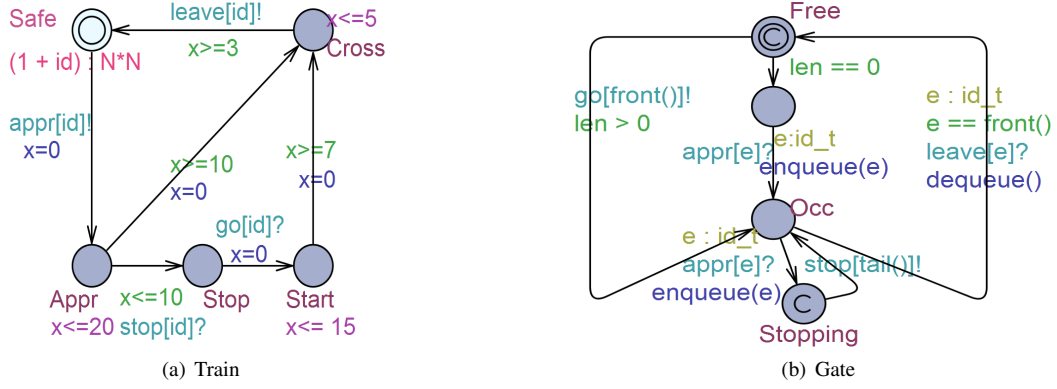 leave[id]!
Safe
x<=5
x>=3
Cross
(1 + id) : N*N
appr[id]!
x=0
x>=10
x=0
x>=7
x=0
go[id]?
x=0
Appr
x<=10
Stop
Start
x<=20
stop[id]?
x<= 15
(a) Train
Free
C
len == 0
go[front()]!
len > 0
e : id_t
e == front()
leave[e]?
dequeue()
e:id_t
appr[e]?
enqueue(e)
Occ
e : id_t
appr[e]?
stop[tail()]!
enqueue(e)
C
Stopping
(b) Gate